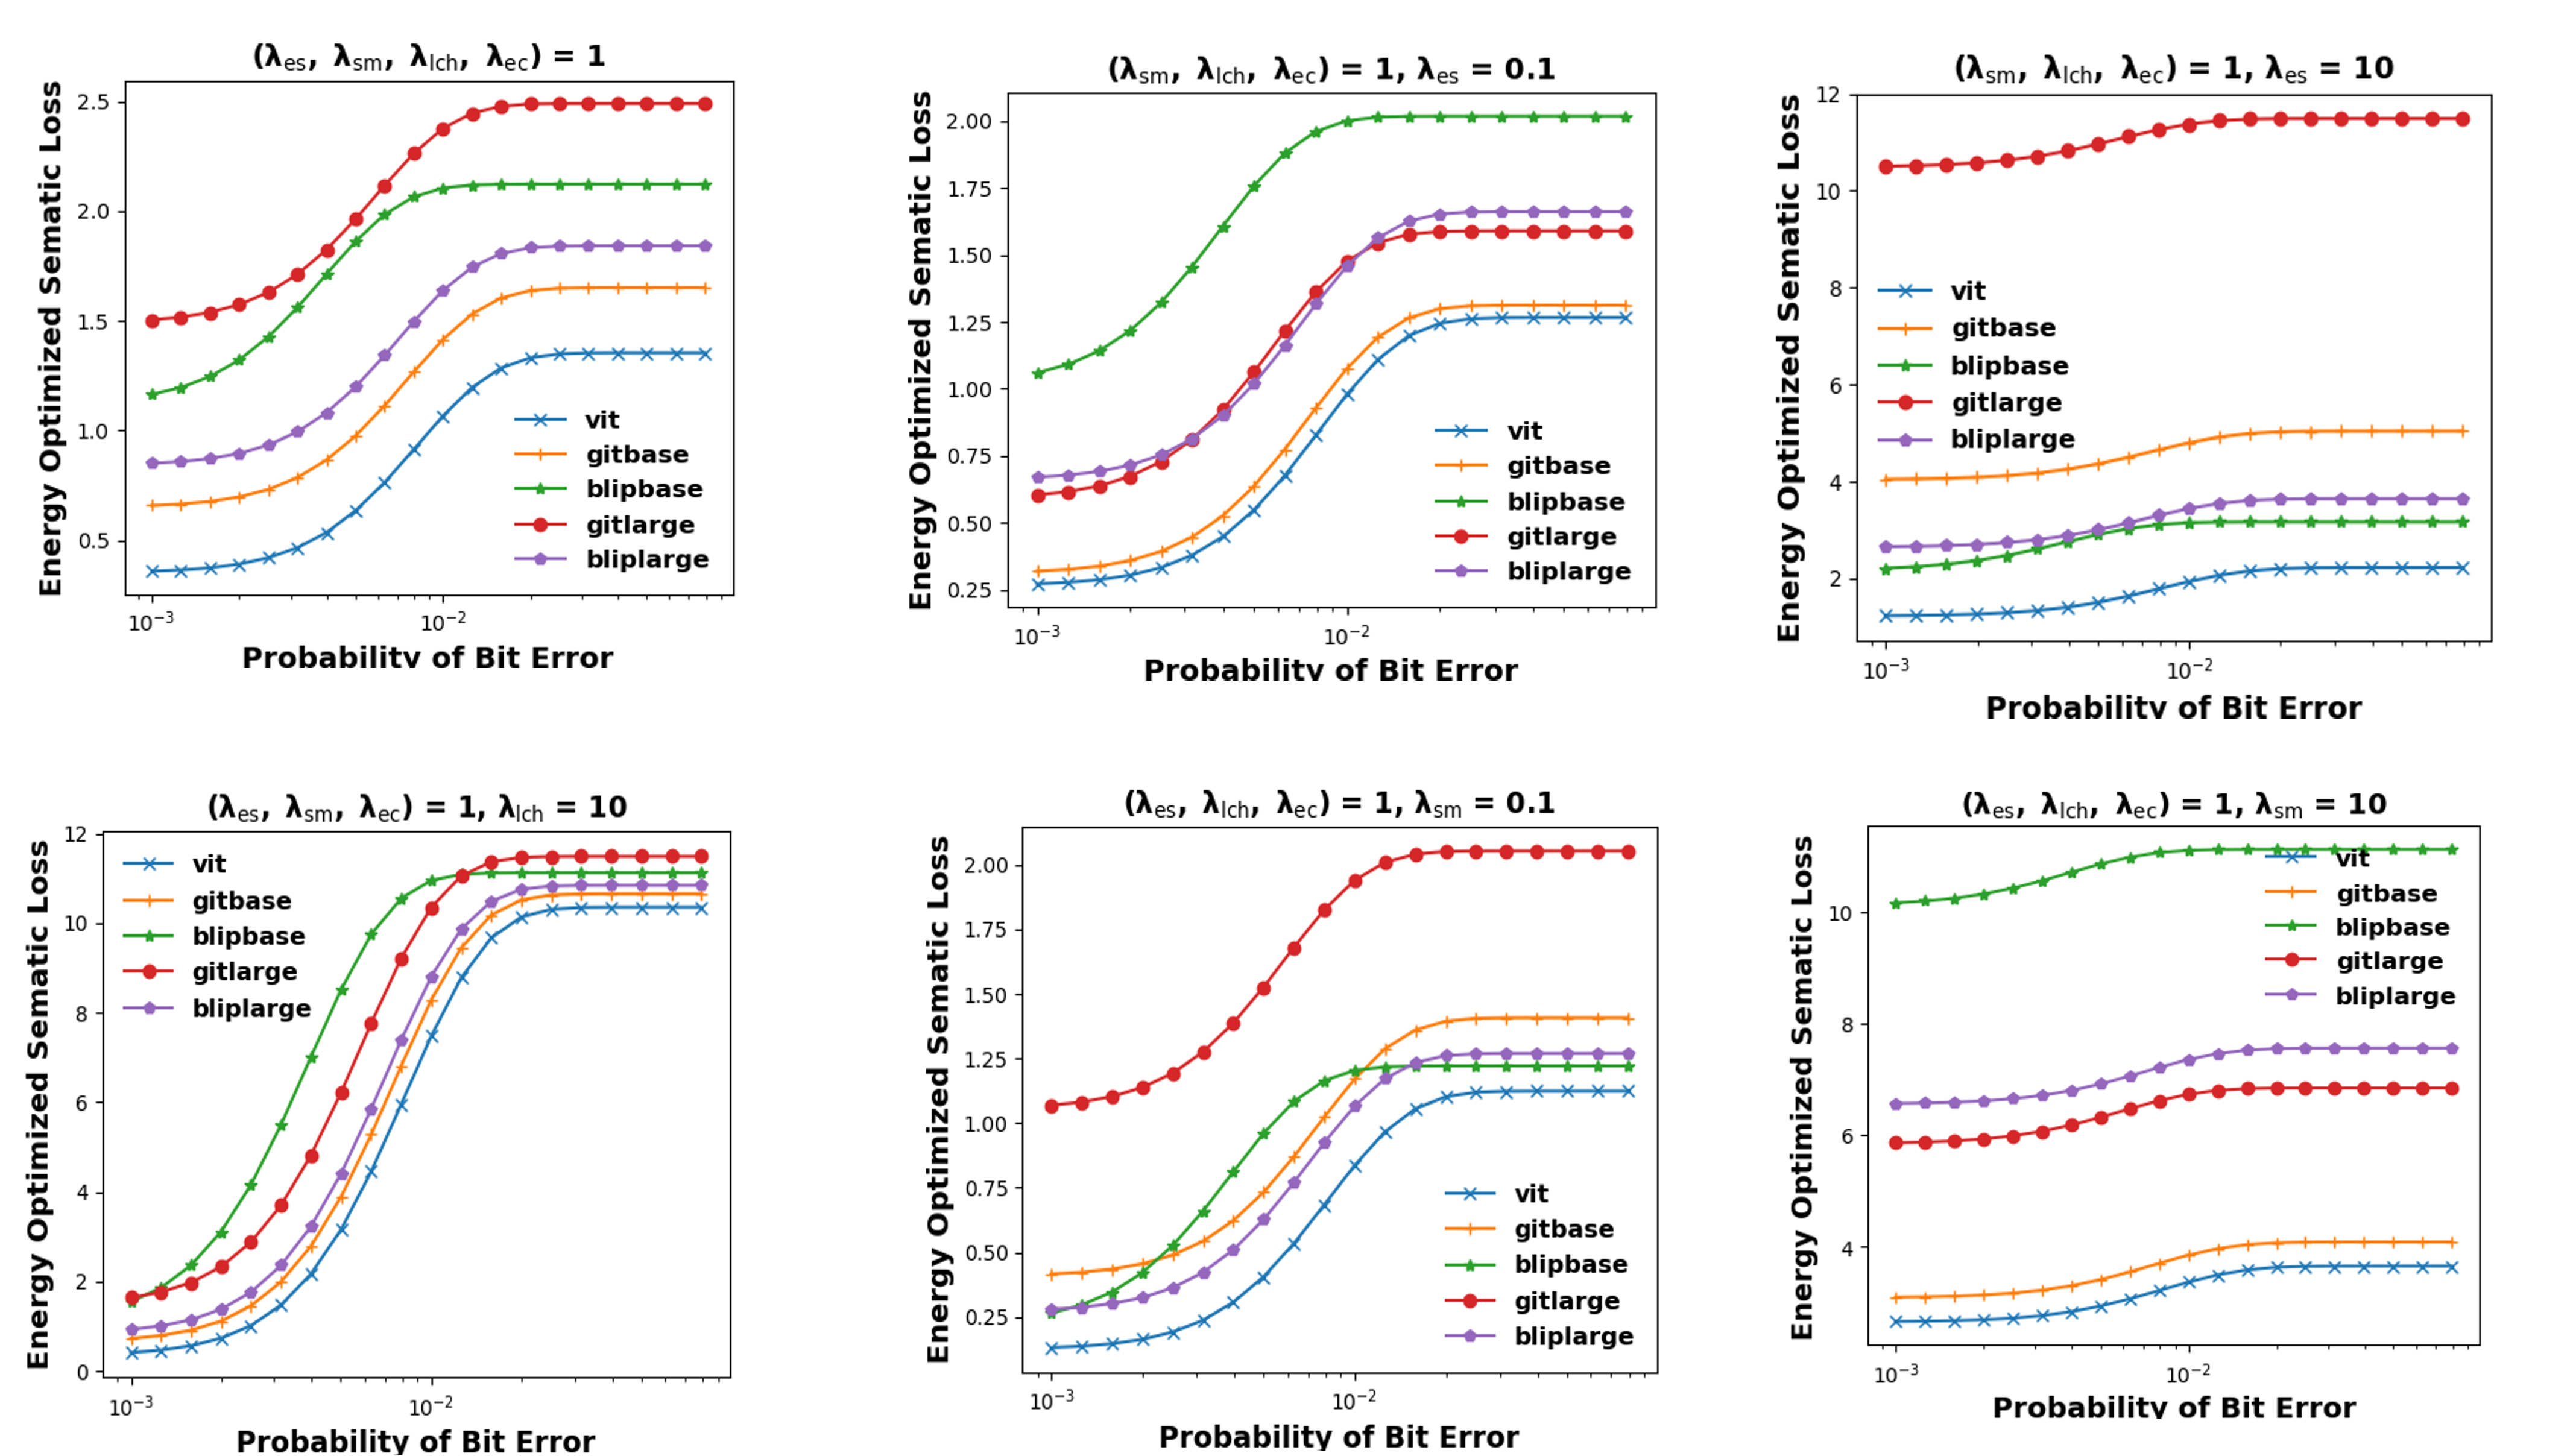 (λes, λsm, λlch, λec) = 1
Energy Optimized Sematic Loss
2.5
2.0
1.5
1.0
0.5
vit
gitbase
blipbase
gitlarge
bliplarge
10⁻³
10⁻²
Probability of Bit Error
(λsm, λlch, λec) = 1, λes = 0.1
Energy Optimized Sematic Loss
2.00
1.75
1.50
1.25
1.00
0.75
0.50
0.25
vit
gitbase
blipbase
gitlarge
bliplarge
10⁻³
10⁻²
Probability of Bit Error
(λsm, λlch, λec) = 1, λes = 10
Energy Optimized Sematic Loss
12
10
8
6
4
2
vit
gitbase
blipbase
gitlarge
bliplarge
10⁻³
10⁻²
Probability of Bit Error
(λes, λsm, λec) = 1, λlch = 10
Energy Optimized Sematic Loss
12
10
8
6
4
2
0
vit
gitbase
blipbase
gitlarge
bliplarge
10⁻³
10⁻²
Probability of Bit Error
(λes, λlch, λec) = 1, λsm = 0.1
Energy Optimized Sematic Loss
2.00
1.75
1.50
1.25
1.00
0.75
0.50
0.25
vit
gitbase
blipbase
gitlarge
bliplarge
10⁻³
10⁻²
Probability of Bit Error
(λes, λlch, λec) = 1, λsm = 10
Energy Optimized Sematic Loss
10
8
6
4
vit
gitbase
blipbase
gitlarge
bliplarge
10⁻³
10⁻²
Probability of Bit Error